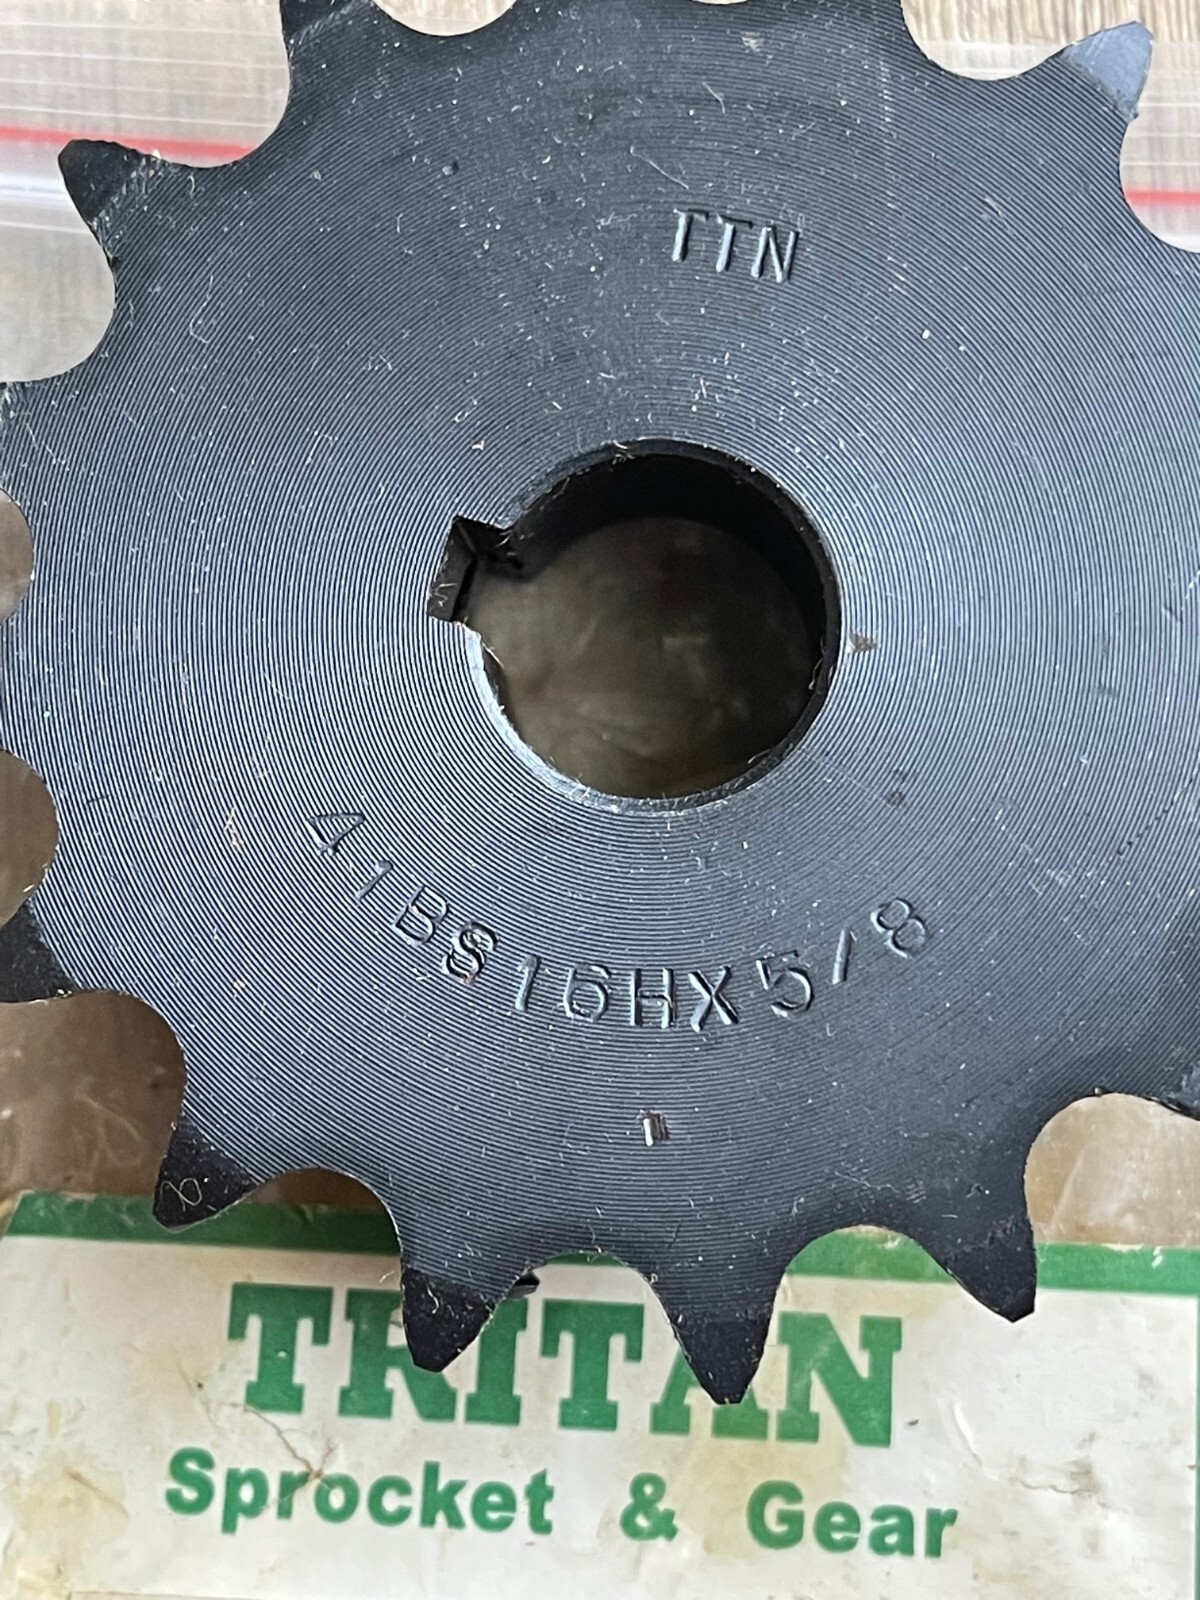 TTN
41BS16HX5/8
TRITAN
Sprocket & Gear